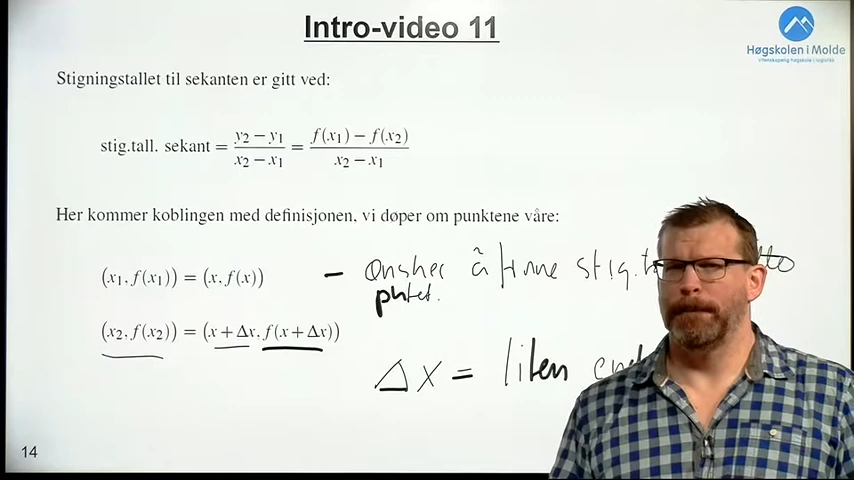 Intro-video 11
Høgskolen i Molde
Vitenskapelig høgskole i logistikk
Stigningstallet til sekanten er gitt ved:
stig.tall. sekant = y₂ − y₁ / x₂ − x₁ = f(x₁) − f(x₂) / x₂ − x₁
Her kommer koblingen med definisjonen, vi døper om punktene våre:
(x₁, f(x₁)) = (x, f(x))
– Ønsker å finne stig.t
punktet.
(x₂, f(x₂)) = (x + Δx, f(x + Δx))
Δx = liten end
14